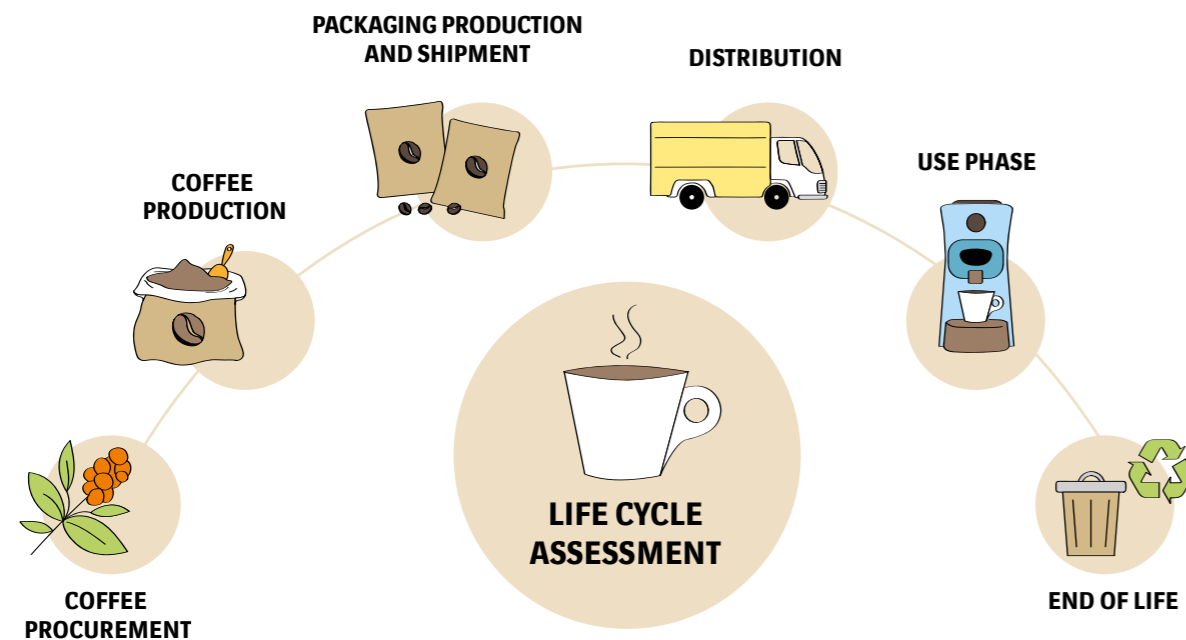 PACKAGING PRODUCTION
AND SHIPMENT
DISTRIBUTION
USE PHASE
COFFEE
PRODUCTION
LIFE CYCLE
ASSESSMENT
COFFEE
PROCUREMENT
END OF LIFE